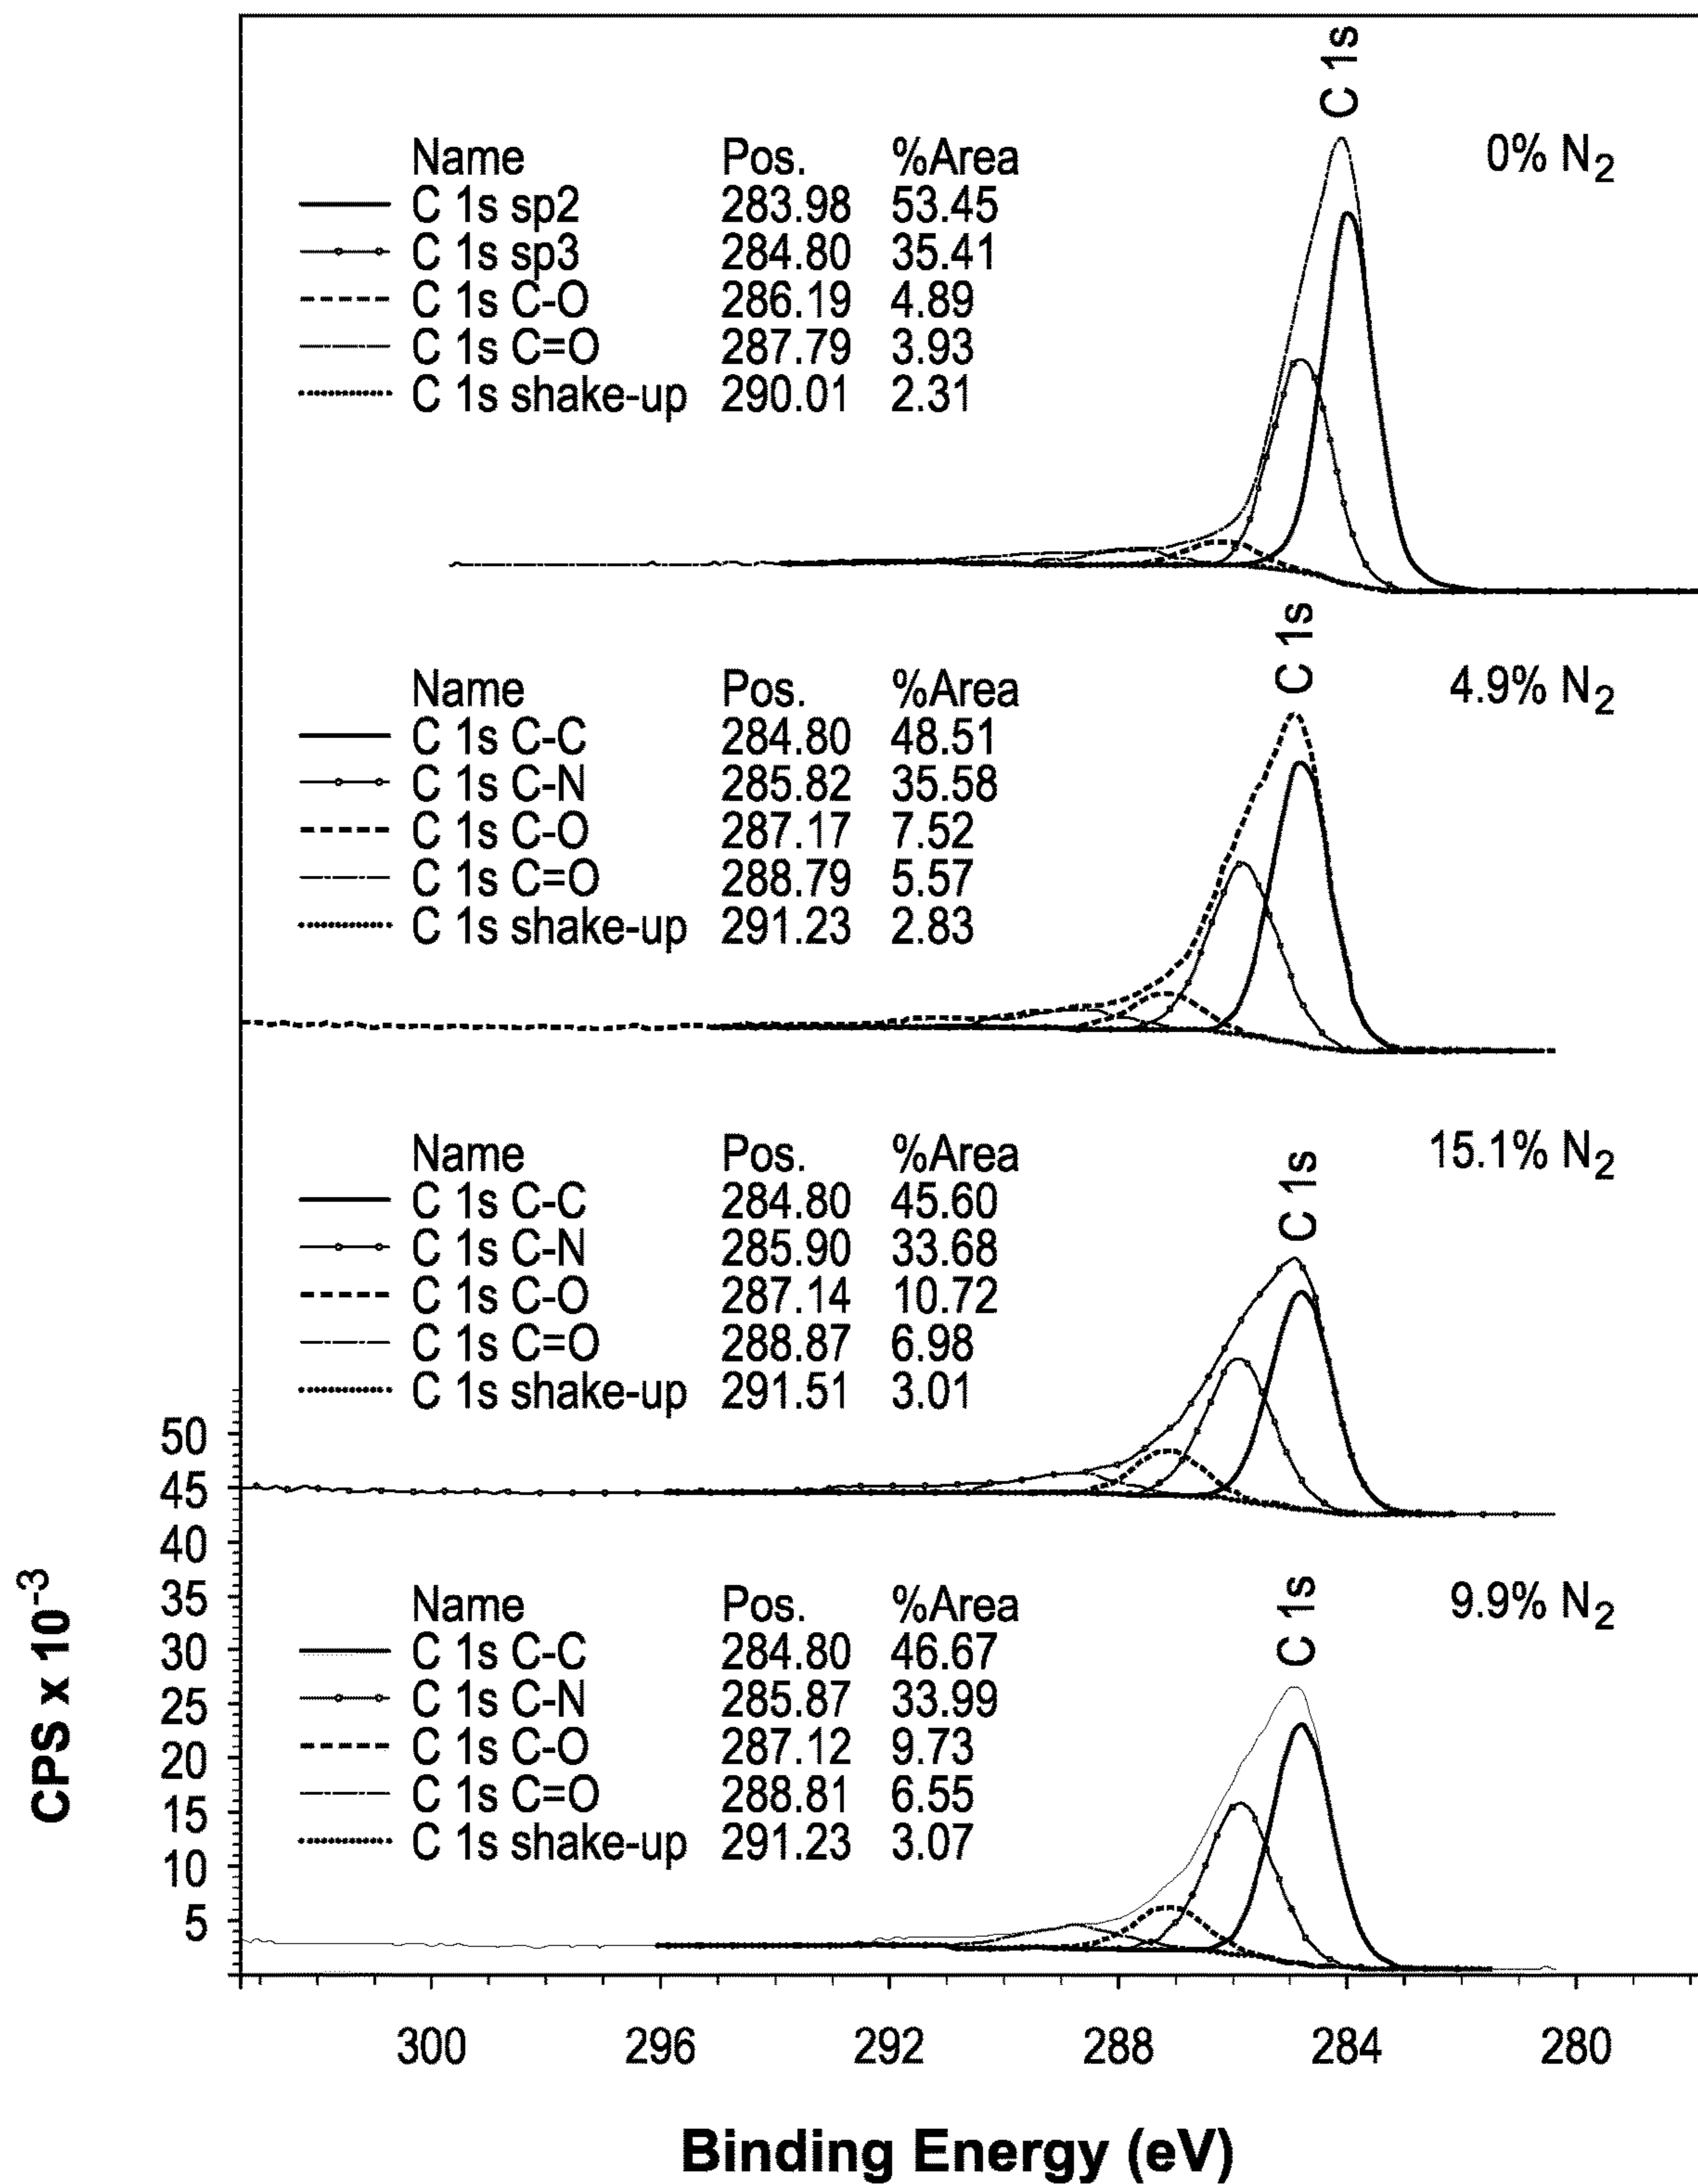 C 1s
0% N2
Name Pos. %Area
C 1s sp2 283.98 53.45
C 1s sp3 284.80 35.41
C 1s C-O 286.19 4.89
C 1s C=O 287.79 3.93
C 1s shake-up 290.01 2.31
C 1s
4.9% N2
Name Pos. %Area
C 1s C-C 284.80 48.51
C 1s C-N 285.82 35.58
C 1s C-O 287.17 7.52
C 1s C=O 288.79 5.57
C 1s shake-up 291.23 2.83
C 1s
15.1% N2
Name Pos. %Area
C 1s C-C 284.80 45.60
C 1s C-N 285.90 33.68
C 1s C-O 287.14 10.72
C 1s C=O 288.87 6.98
C 1s shake-up 291.51 3.01
C 1s
9.9% N2
Name Pos. %Area
C 1s C-C 284.80 46.67
C 1s C-N 285.87 33.99
C 1s C-O 287.12 9.73
C 1s C=O 288.81 6.55
C 1s shake-up 291.23 3.07
50
45
40
35
30
25
20
15
10
5
CPS x 10⁻³
300 296 292 288 284 280
Binding Energy (eV)